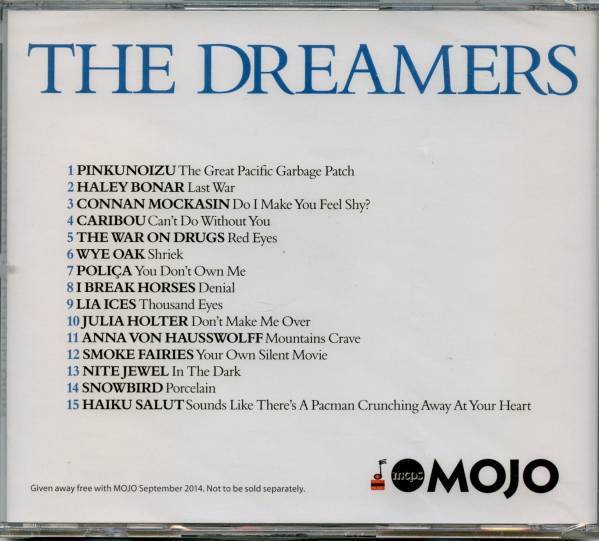 THE DREAMERS
1 PINKUNOIZU The Great Pacific Garbage Patch
2 HALEY BONAR Last War
3 CONNAN MOCKASIN Do I Make You Feel Shy?
4 CARIBOU Can't Do Without You
5 THE WAR ON DRUGS Red Eyes
6 WYE OAK Shriek
7 POLIÇA You Don't Own Me
8 I BREAK HORSES Denial
9 LIA ICES Thousand Eyes
10 JULIA HOLTER Don't Make Me Over
11 ANNA VON HAUSSWOLFF Mountains Crave
12 SMOKE FAIRIES Your Own Silent Movie
13 NITE JEWEL In The Dark
14 SNOWBIRD Porcelain
15 HAIKU SALUT Sounds Like There's A Pacman Crunching Away At Your Heart
mcps MOJO
Given away free with MOJO September 2014. Not to be sold separately.